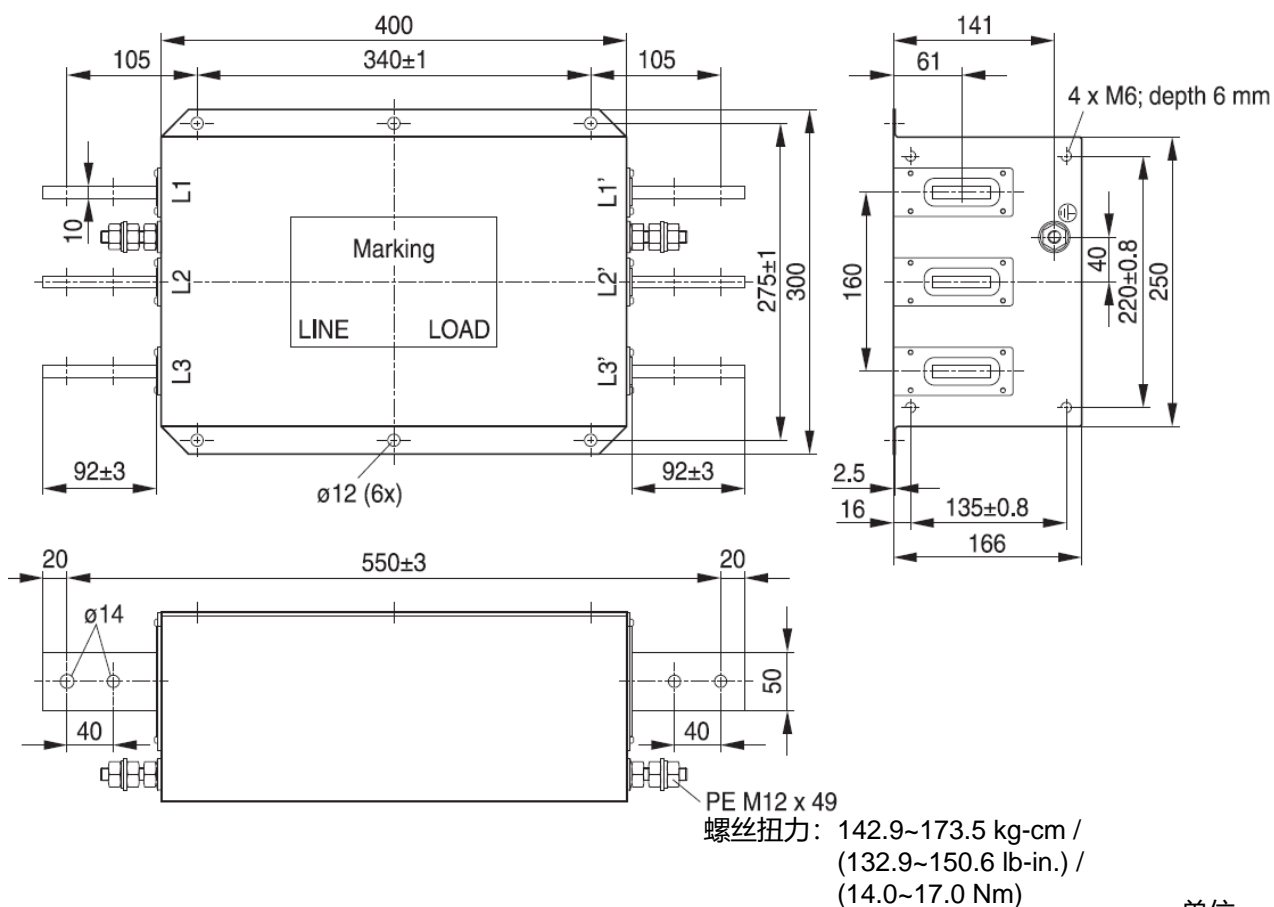 400
141
105
340±1
105
61
4 x M6; depth 6 mm
L1
L1'
10
Marking
L2
L2'
275±1
300
160
40
220±0.8
250
LINE
LOAD
L3
L3'
92±3
92±3
ø12 (6x)
2.5
16
135±0.8
166
20
550±3
20
ø14
50
40
40
PE M12 x 49
螺丝扭力：142.9~173.5 kg-cm /
(132.9~150.6 lb-in.) /
(14.0~17.0 Nm)